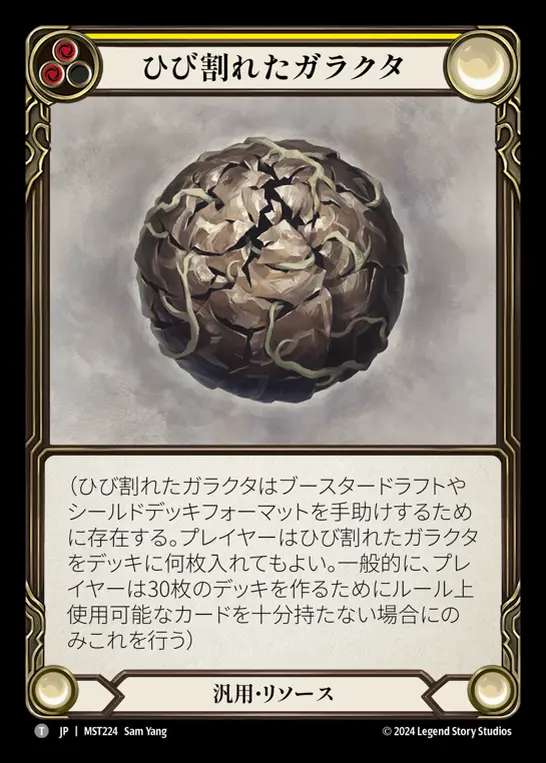 ひび割れたガラクタ
（ひび割れたガラクタはブースタードラフトや
シールドデッキフォーマットを手助けするため
に存在する。プレイヤーはひび割れたガラクタ
をデッキに何枚入れてもよい。一般的に、プレ
イヤーは30枚のデッキを作るためにルール上
使用可能なカードを十分持たない場合にの
みこれを行う）
汎用・リソース
T JP | MST224 Sam Yang
© 2024 Legend Story Studios